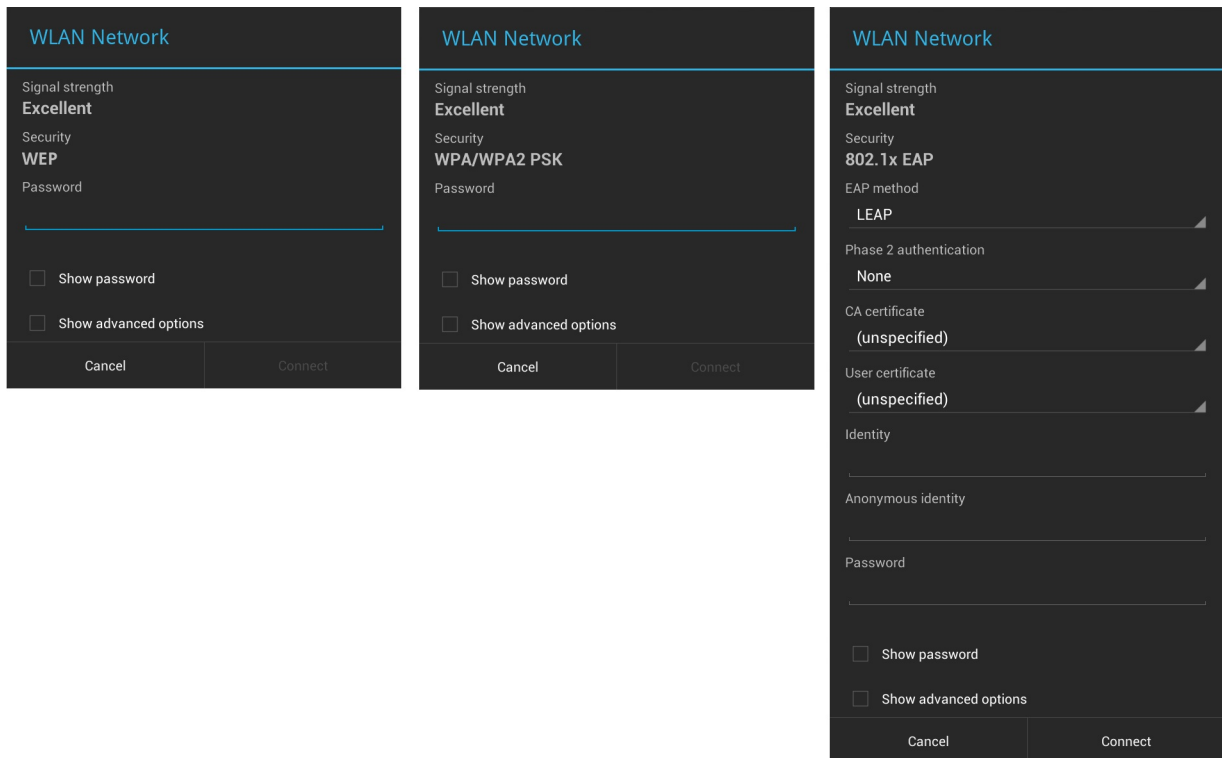 WLAN Network
Signal strength
Excellent
Security
WEP
Password
Show password
Show advanced options
Cancel
Connect
WLAN Network
Signal strength
Excellent
Security
WPA/WPA2 PSK
Password
Show password
Show advanced options
Cancel
Connect
WLAN Network
Signal strength
Excellent
Security
802.1x EAP
EAP method
LEAP
Phase 2 authentication
None
CA certificate
(unspecified)
User certificate
(unspecified)
Identity
Anonymous identity
Password
Show password
Show advanced options
Cancel
Connect